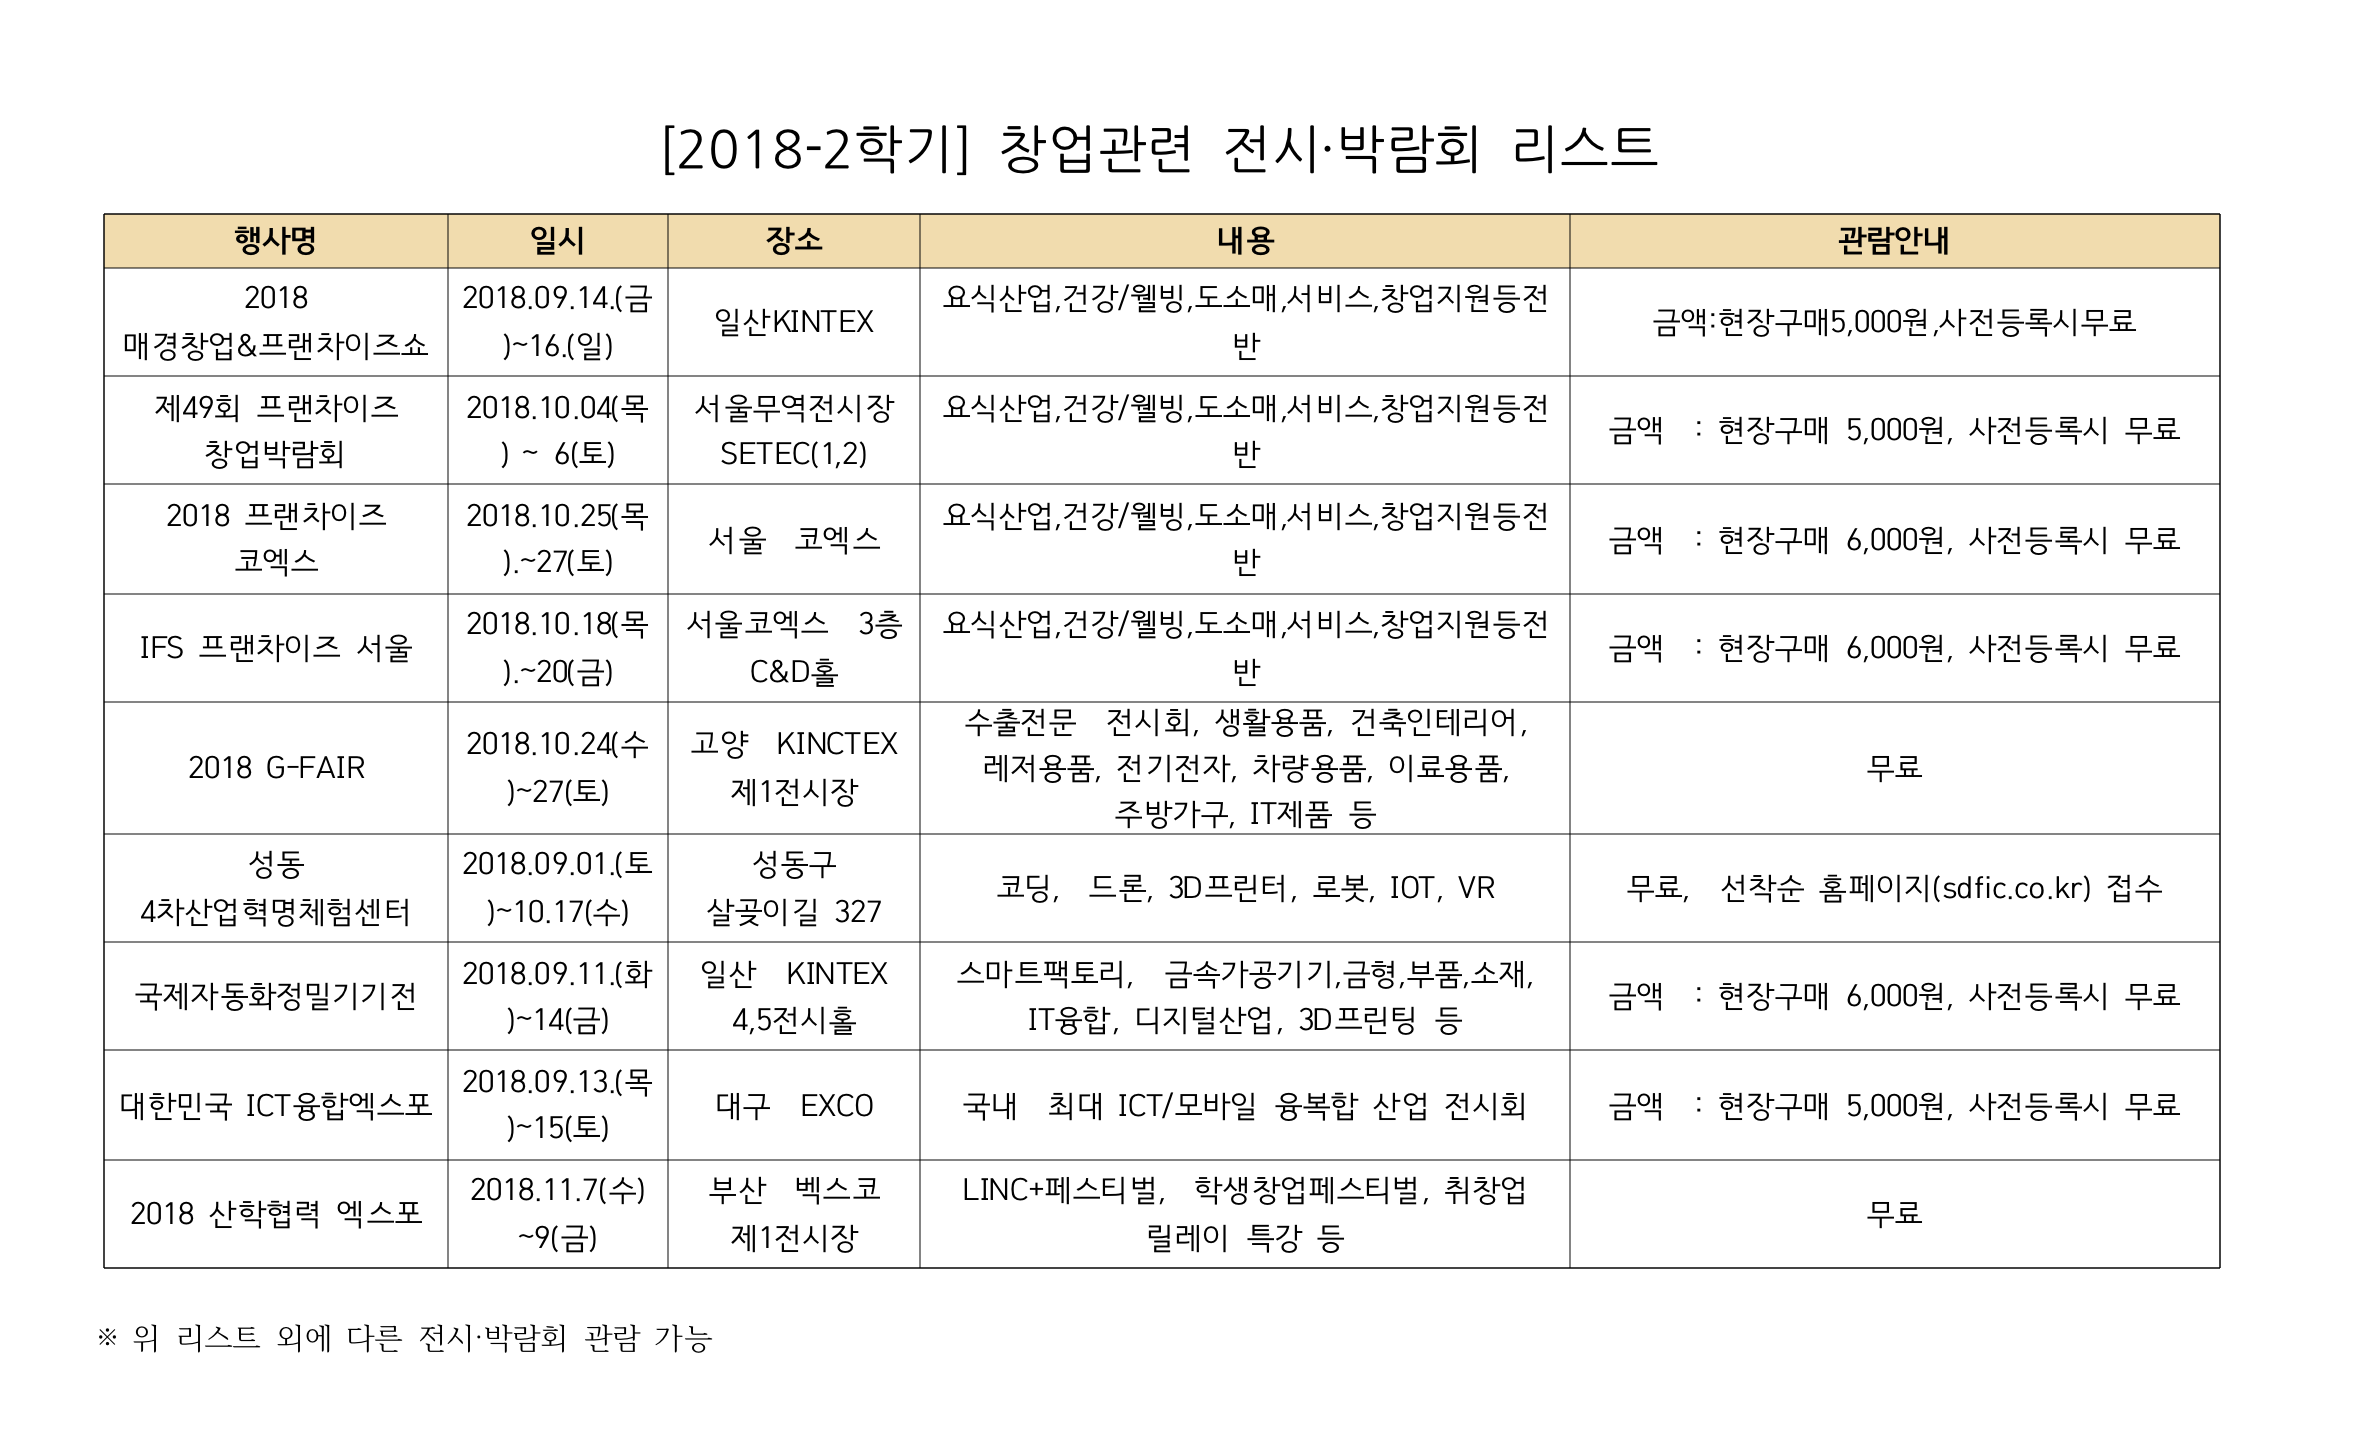 [2018-2학기] 창업관련 전시·박람회 리스트
행사명 일시 장소 내용 관람안내
2018
매경창업&프랜차이즈쇼
2018.09.14.(금
)~16.(일)
일산KINTEX
요식산업,건강/웰빙,도소매,서비스,창업지원등전
반
금액:현장구매5,000원,사전등록시무료
제49회 프랜차이즈
창업박람회
2018.10.04(목
) ~ 6(토)
서울무역전시장
SETEC(1,2)
요식산업,건강/웰빙,도소매,서비스,창업지원등전
반
금액 : 현장구매 5,000원, 사전등록시 무료
2018 프랜차이즈
코엑스
2018.10.25(목
).~27(토)
서울 코엑스
요식산업,건강/웰빙,도소매,서비스,창업지원등전
반
금액 : 현장구매 6,000원, 사전등록시 무료
IFS 프랜차이즈 서울
2018.10.18(목
).~20(금)
서울코엑스 3층
C&D홀
요식산업,건강/웰빙,도소매,서비스,창업지원등전
반
금액 : 현장구매 6,000원, 사전등록시 무료
2018 G-FAIR
2018.10.24(수
)~27(토)
고양 KINCTEX
제1전시장
수출전문 전시회, 생활용품, 건축인테리어,
레저용품, 전기전자, 차량용품, 이료용품,
주방가구, IT제품 등
무료
성동
4차산업혁명체험센터
2018.09.01.(토
)~10.17(수)
성동구
살곶이길 327
코딩, 드론, 3D프린터, 로봇, IOT, VR
무료, 선착순 홈페이지(sdfic.co.kr) 접수
국제자동화정밀기기전
2018.09.11.(화
)~14(금)
일산 KINTEX
4,5전시홀
스마트팩토리, 금속가공기기,금형,부품,소재,
IT융합, 디지털산업, 3D프린팅 등
금액 : 현장구매 6,000원, 사전등록시 무료
대한민국 ICT융합엑스포
2018.09.13.(목
)~15(토)
대구 EXCO
국내 최대 ICT/모바일 융복합 산업 전시회
금액 : 현장구매 5,000원, 사전등록시 무료
2018 산학협력 엑스포
2018.11.7(수)
~9(금)
부산 벡스코
제1전시장
LINC+페스티벌, 학생창업페스티벌, 취창업
릴레이 특강 등
무료
※ 위 리스트 외에 다른 전시·박람회 관람 가능